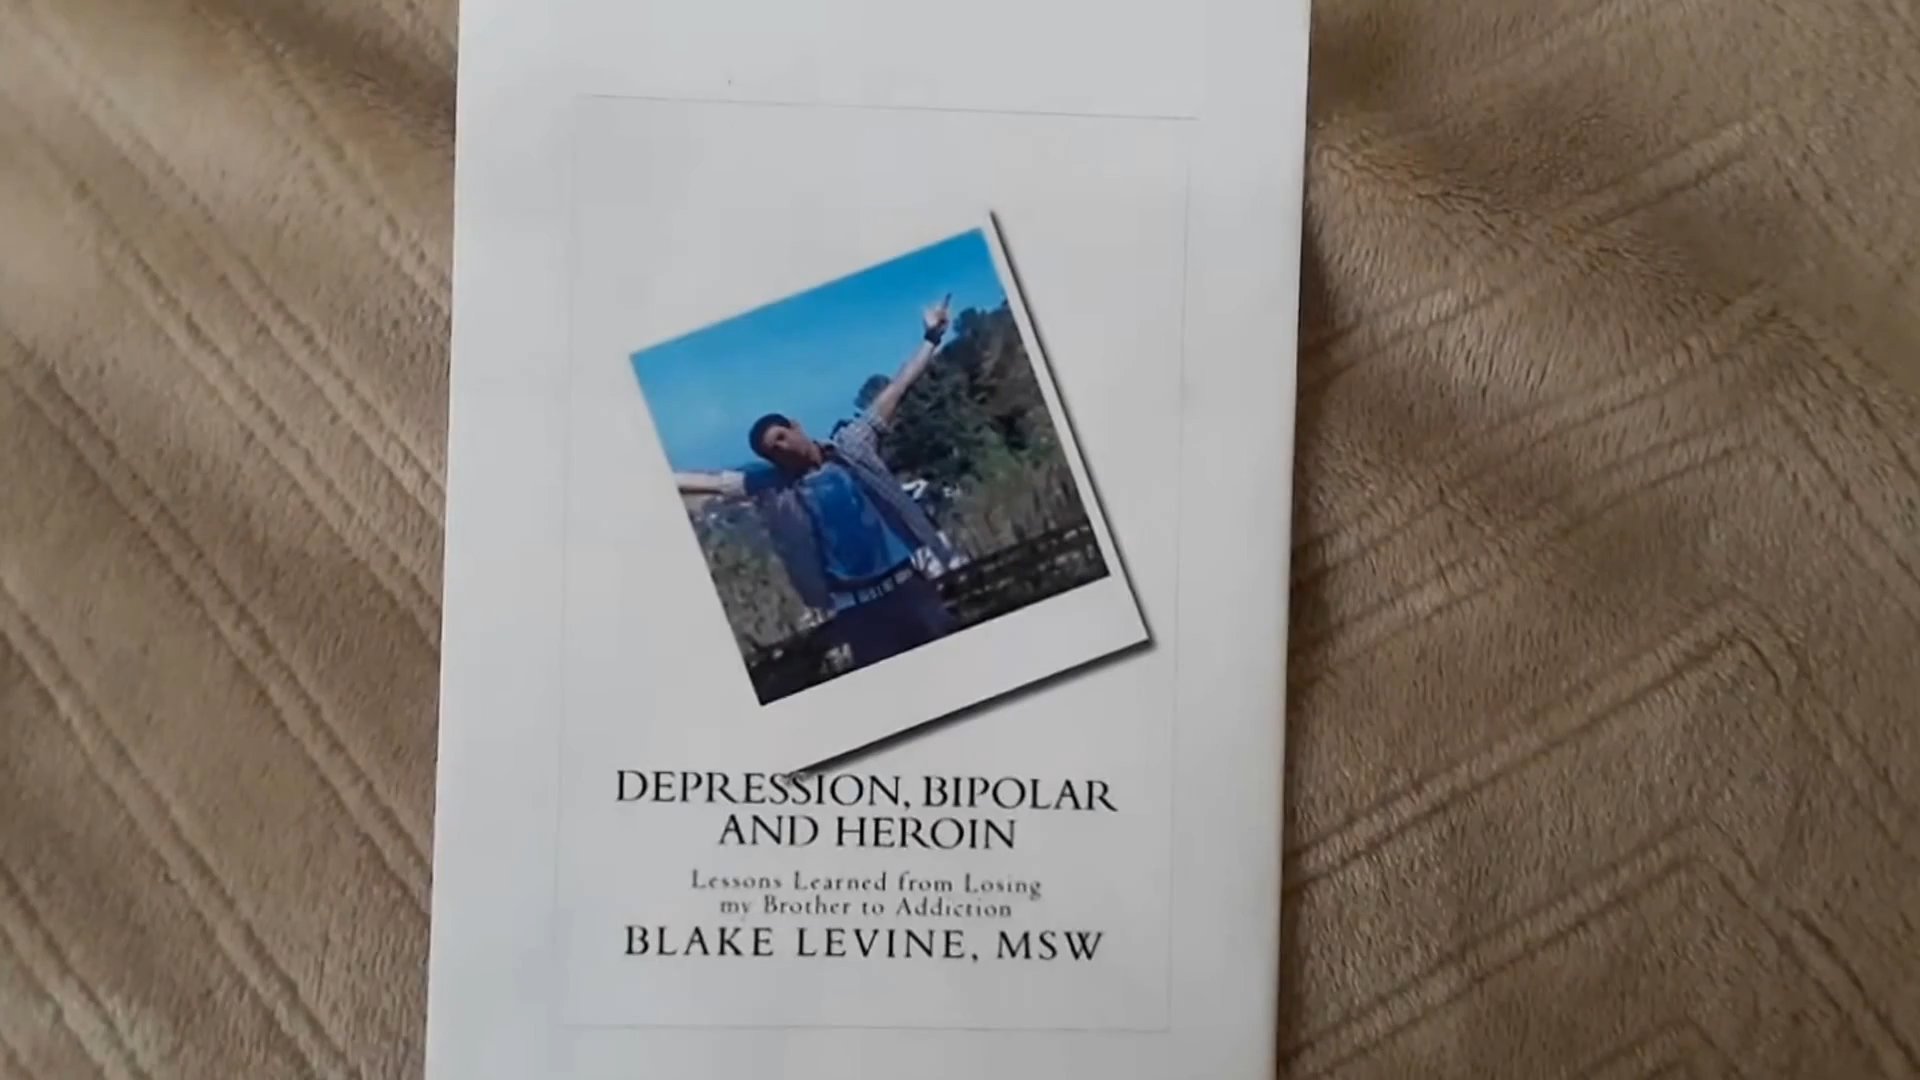 DEPRESSION, BIPOLAR
AND HEROIN
Lessons Learned from Losing
my Brother to Addiction
BLAKE LEVINE, MSW